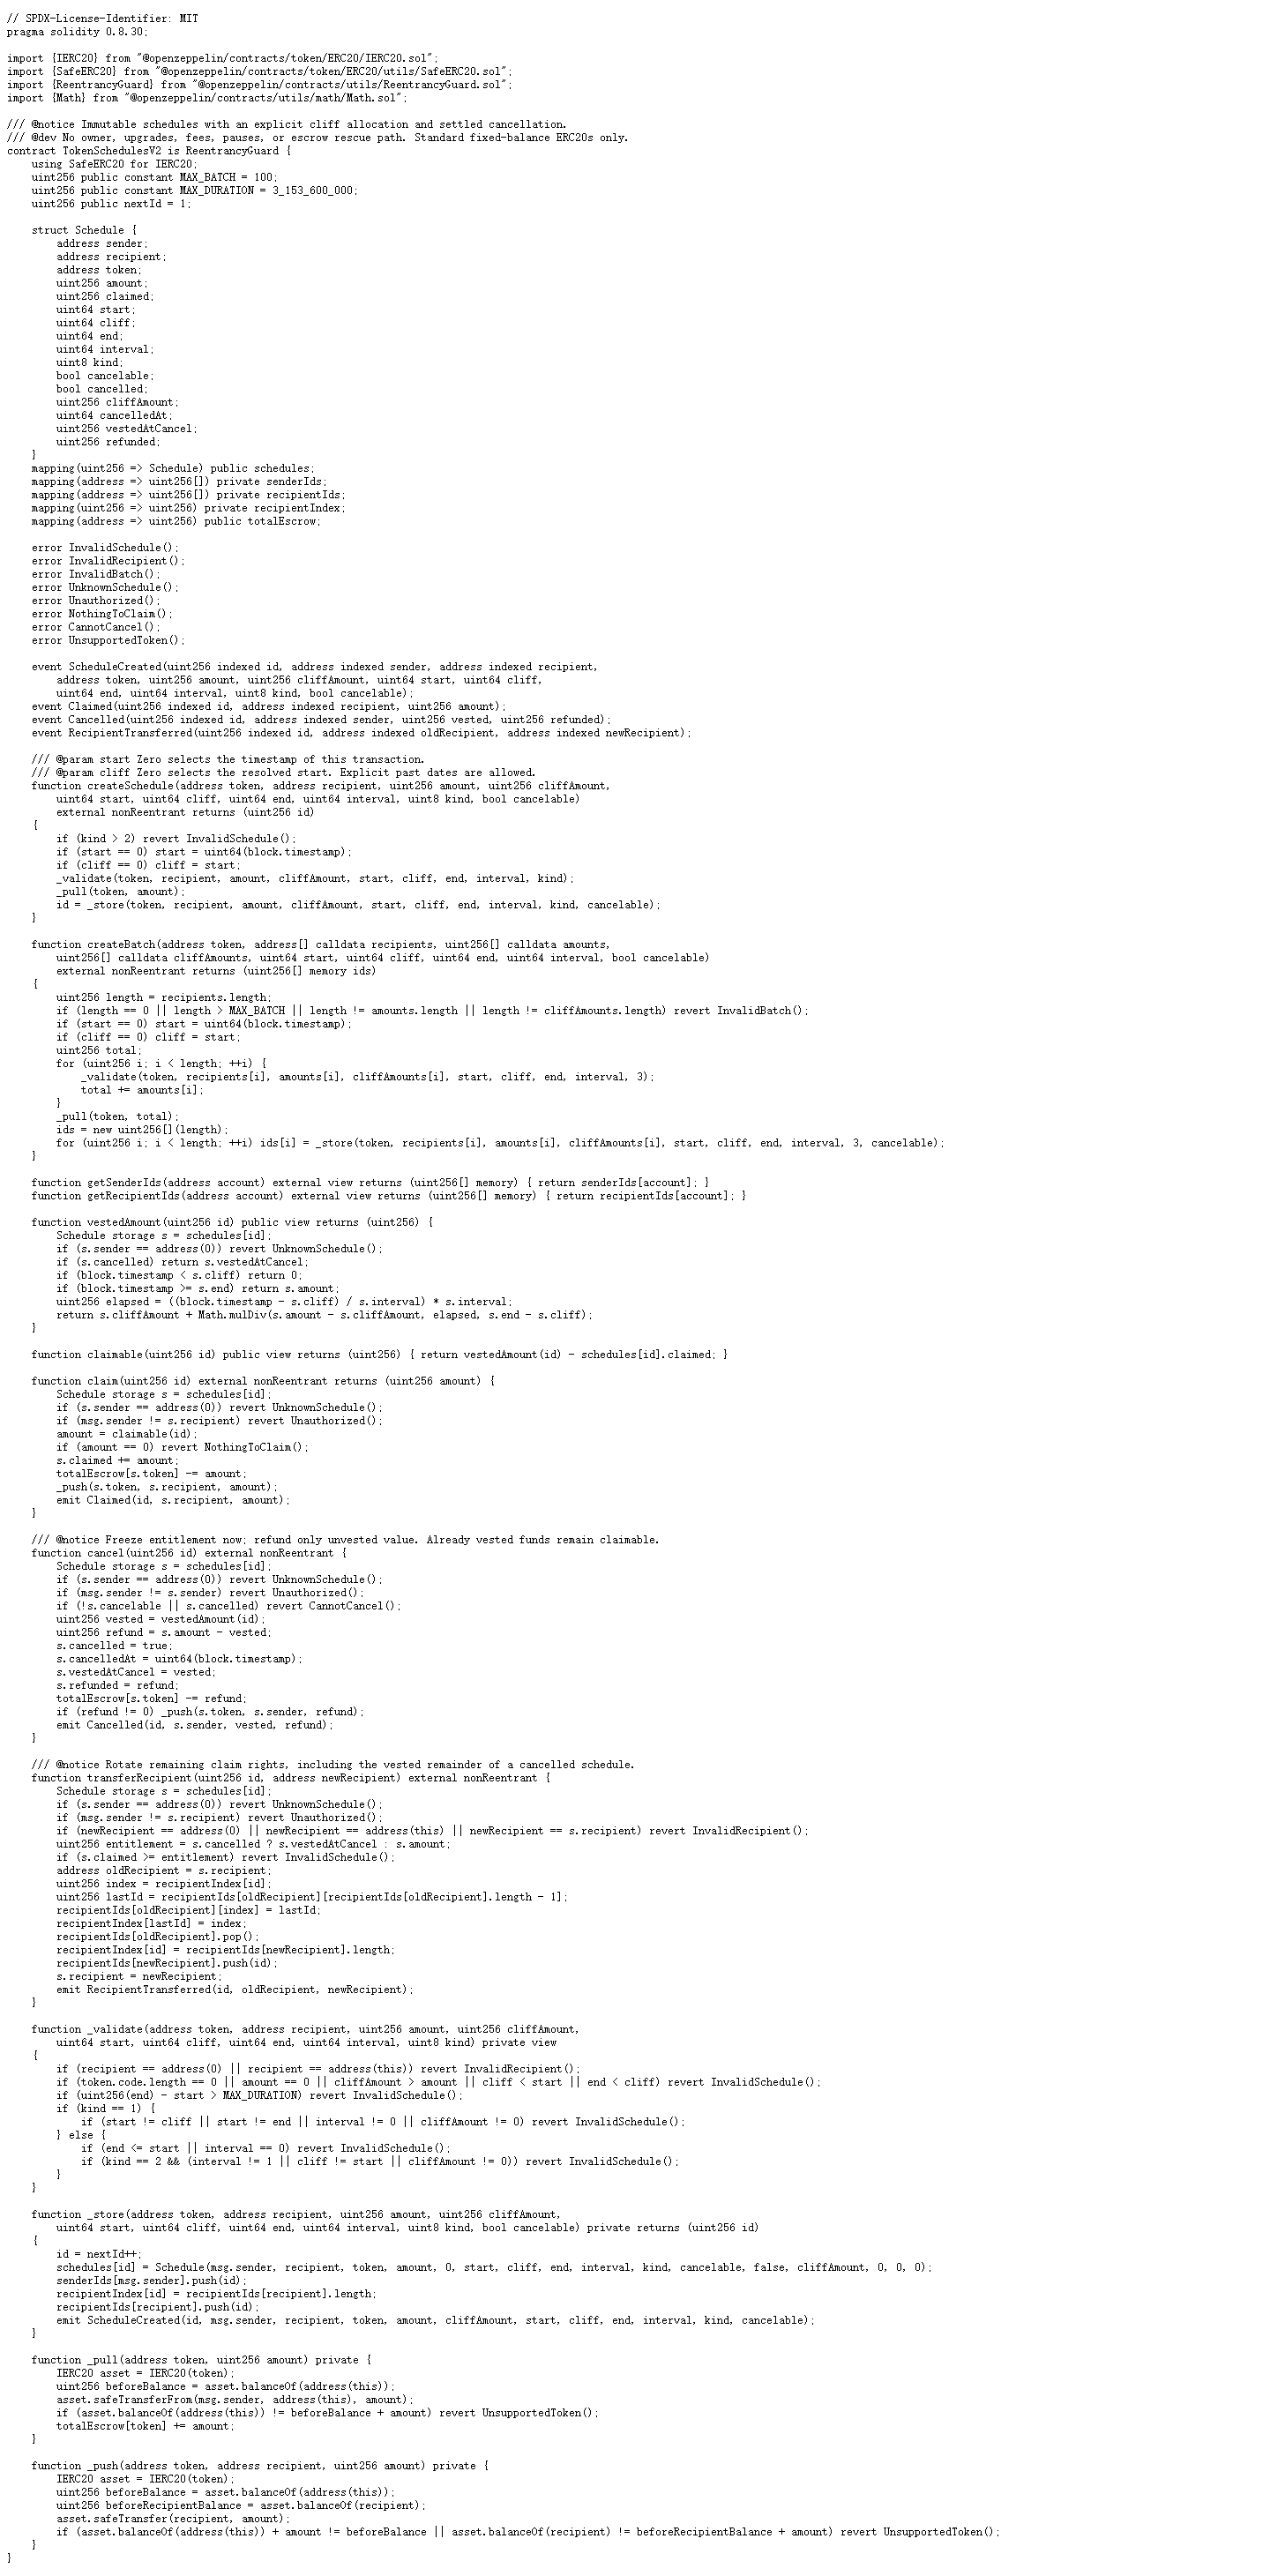 // SPDX-License-Identifier: MIT
pragma solidity 0.8.30;

import {IERC20} from "@openzeppelin/contracts/token/ERC20/IERC20.sol";
import {SafeERC20} from "@openzeppelin/contracts/token/ERC20/utils/SafeERC20.sol";
import {ReentrancyGuard} from "@openzeppelin/contracts/utils/ReentrancyGuard.sol";
import {Math} from "@openzeppelin/contracts/utils/math/Math.sol";

/// @notice Immutable schedules with an explicit cliff allocation and settled cancellation.
/// @dev No owner, upgrades, fees, pauses, or escrow rescue path. Standard fixed-balance ERC20s only.
contract TokenSchedulesV2 is ReentrancyGuard {
    using SafeERC20 for IERC20;
    uint256 public constant MAX_BATCH = 100;
    uint256 public constant MAX_DURATION = 3_153_600_000;
    uint256 public nextId = 1;

    struct Schedule {
        address sender;
        address recipient;
        address token;
        uint256 amount;
        uint256 claimed;
        uint64 start;
        uint64 cliff;
        uint64 end;
        uint64 interval;
        uint8 kind;
        bool cancelable;
        bool cancelled;
        uint256 cliffAmount;
        uint64 cancelledAt;
        uint256 vestedAtCancel;
        uint256 refunded;
    }
    mapping(uint256 => Schedule) public schedules;
    mapping(address => uint256[]) private senderIds;
    mapping(address => uint256[]) private recipientIds;
    mapping(uint256 => uint256) private recipientIndex;
    mapping(address => uint256) public totalEscrow;

    error InvalidSchedule();
    error InvalidRecipient();
    error InvalidBatch();
    error UnknownSchedule();
    error Unauthorized();
    error NothingToClaim();
    error CannotCancel();
    error UnsupportedToken();

    event ScheduleCreated(uint256 indexed id, address indexed sender, address indexed recipient,
        address token, uint256 amount, uint256 cliffAmount, uint64 start, uint64 cliff,
        uint64 end, uint64 interval, uint8 kind, bool cancelable);
    event Claimed(uint256 indexed id, address indexed recipient, uint256 amount);
    event Cancelled(uint256 indexed id, address indexed sender, uint256 vested, uint256 refunded);
    event RecipientTransferred(uint256 indexed id, address indexed oldRecipient, address indexed newRecipient);

    /// @param start Zero selects the timestamp of this transaction.
    /// @param cliff Zero selects the resolved start. Explicit past dates are allowed.
    function createSchedule(address token, address recipient, uint256 amount, uint256 cliffAmount,
        uint64 start, uint64 cliff, uint64 end, uint64 interval, uint8 kind, bool cancelable)
        external nonReentrant returns (uint256 id)
    {
        if (kind > 2) revert InvalidSchedule();
        if (start == 0) start = uint64(block.timestamp);
        if (cliff == 0) cliff = start;
        _validate(token, recipient, amount, cliffAmount, start, cliff, end, interval, kind);
        _pull(token, amount);
        id = _store(token, recipient, amount, cliffAmount, start, cliff, end, interval, kind, cancelable);
    }

    function createBatch(address token, address[] calldata recipients, uint256[] calldata amounts,
        uint256[] calldata cliffAmounts, uint64 start, uint64 cliff, uint64 end, uint64 interval, bool cancelable)
        external nonReentrant returns (uint256[] memory ids)
    {
        uint256 length = recipients.length;
        if (length == 0 || length > MAX_BATCH || length != amounts.length || length != cliffAmounts.length) revert InvalidBatch();
        if (start == 0) start = uint64(block.timestamp);
        if (cliff == 0) cliff = start;
        uint256 total;
        for (uint256 i; i < length; ++i) {
            _validate(token, recipients[i], amounts[i], cliffAmounts[i], start, cliff, end, interval, 3);
            total += amounts[i];
        }
        _pull(token, total);
        ids = new uint256[](length);
        for (uint256 i; i < length; ++i) ids[i] = _store(token, recipients[i], amounts[i], cliffAmounts[i], start, cliff, end, interval, 3, cancelable);
    }

    function getSenderIds(address account) external view returns (uint256[] memory) { return senderIds[account]; }
    function getRecipientIds(address account) external view returns (uint256[] memory) { return recipientIds[account]; }

    function vestedAmount(uint256 id) public view returns (uint256) {
        Schedule storage s = schedules[id];
        if (s.sender == address(0)) revert UnknownSchedule();
        if (s.cancelled) return s.vestedAtCancel;
        if (block.timestamp < s.cliff) return 0;
        if (block.timestamp >= s.end) return s.amount;
        uint256 elapsed = ((block.timestamp - s.cliff) / s.interval) * s.interval;
        return s.cliffAmount + Math.mulDiv(s.amount - s.cliffAmount, elapsed, s.end - s.cliff);
    }

    function claimable(uint256 id) public view returns (uint256) { return vestedAmount(id) - schedules[id].claimed; }

    function claim(uint256 id) external nonReentrant returns (uint256 amount) {
        Schedule storage s = schedules[id];
        if (s.sender == address(0)) revert UnknownSchedule();
        if (msg.sender != s.recipient) revert Unauthorized();
        amount = claimable(id);
        if (amount == 0) revert NothingToClaim();
        s.claimed += amount;
        totalEscrow[s.token] -= amount;
        _push(s.token, s.recipient, amount);
        emit Claimed(id, s.recipient, amount);
    }

    /// @notice Freeze entitlement now; refund only unvested value. Already vested funds remain claimable.
    function cancel(uint256 id) external nonReentrant {
        Schedule storage s = schedules[id];
        if (s.sender == address(0)) revert UnknownSchedule();
        if (msg.sender != s.sender) revert Unauthorized();
        if (!s.cancelable || s.cancelled) revert CannotCancel();
        uint256 vested = vestedAmount(id);
        uint256 refund = s.amount - vested;
        s.cancelled = true;
        s.cancelledAt = uint64(block.timestamp);
        s.vestedAtCancel = vested;
        s.refunded = refund;
        totalEscrow[s.token] -= refund;
        if (refund != 0) _push(s.token, s.sender, refund);
        emit Cancelled(id, s.sender, vested, refund);
    }

    /// @notice Rotate remaining claim rights, including the vested remainder of a cancelled schedule.
    function transferRecipient(uint256 id, address newRecipient) external nonReentrant {
        Schedule storage s = schedules[id];
        if (s.sender == address(0)) revert UnknownSchedule();
        if (msg.sender != s.recipient) revert Unauthorized();
        if (newRecipient == address(0) || newRecipient == address(this) || newRecipient == s.recipient) revert InvalidRecipient();
        uint256 entitlement = s.cancelled ? s.vestedAtCancel : s.amount;
        if (s.claimed >= entitlement) revert InvalidSchedule();
        address oldRecipient = s.recipient;
        uint256 index = recipientIndex[id];
        uint256 lastId = recipientIds[oldRecipient][recipientIds[oldRecipient].length - 1];
        recipientIds[oldRecipient][index] = lastId;
        recipientIndex[lastId] = index;
        recipientIds[oldRecipient].pop();
        recipientIndex[id] = recipientIds[newRecipient].length;
        recipientIds[newRecipient].push(id);
        s.recipient = newRecipient;
        emit RecipientTransferred(id, oldRecipient, newRecipient);
    }

    function _validate(address token, address recipient, uint256 amount, uint256 cliffAmount,
        uint64 start, uint64 cliff, uint64 end, uint64 interval, uint8 kind) private view
    {
        if (recipient == address(0) || recipient == address(this)) revert InvalidRecipient();
        if (token.code.length == 0 || amount == 0 || cliffAmount > amount || cliff < start || end < cliff) revert InvalidSchedule();
        if (uint256(end) - start > MAX_DURATION) revert InvalidSchedule();
        if (kind == 1) {
            if (start != cliff || start != end || interval != 0 || cliffAmount != 0) revert InvalidSchedule();
        } else {
            if (end <= start || interval == 0) revert InvalidSchedule();
            if (kind == 2 && (interval != 1 || cliff != start || cliffAmount != 0)) revert InvalidSchedule();
        }
    }

    function _store(address token, address recipient, uint256 amount, uint256 cliffAmount,
        uint64 start, uint64 cliff, uint64 end, uint64 interval, uint8 kind, bool cancelable) private returns (uint256 id)
    {
        id = nextId++;
        schedules[id] = Schedule(msg.sender, recipient, token, amount, 0, start, cliff, end, interval, kind, cancelable, false, cliffAmount, 0, 0, 0);
        senderIds[msg.sender].push(id);
        recipientIndex[id] = recipientIds[recipient].length;
        recipientIds[recipient].push(id);
        emit ScheduleCreated(id, msg.sender, recipient, token, amount, cliffAmount, start, cliff, end, interval, kind, cancelable);
    }

    function _pull(address token, uint256 amount) private {
        IERC20 asset = IERC20(token);
        uint256 beforeBalance = asset.balanceOf(address(this));
        asset.safeTransferFrom(msg.sender, address(this), amount);
        if (asset.balanceOf(address(this)) != beforeBalance + amount) revert UnsupportedToken();
        totalEscrow[token] += amount;
    }

    function _push(address token, address recipient, uint256 amount) private {
        IERC20 asset = IERC20(token);
        uint256 beforeBalance = asset.balanceOf(address(this));
        uint256 beforeRecipientBalance = asset.balanceOf(recipient);
        asset.safeTransfer(recipient, amount);
        if (asset.balanceOf(address(this)) + amount != beforeBalance || asset.balanceOf(recipient) != beforeRecipientBalance + amount) revert UnsupportedToken();
    }
}